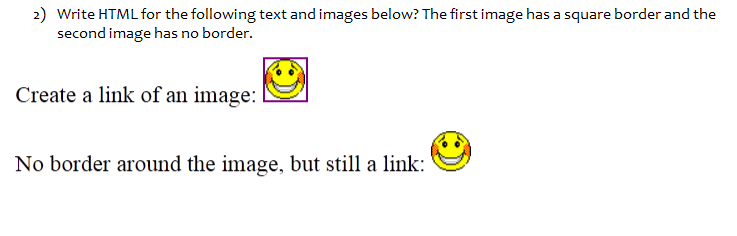 2) Write HTML for the following text and images below? The first image has a square border and the
second image has no border.
Create a link of an image:
No border around the image, but still a link: